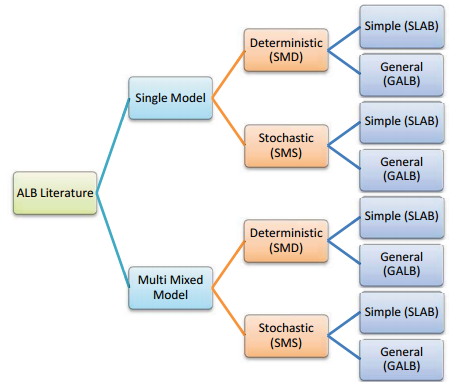 Simple (SLAB)
Deterministic
(SMD)
General
(GALB)
Single Model
Simple (SLAB)
Stochastic
(SMS)
General
(GALB)
ALB Literature
Simple (SLAB)
Deterministic
(SMD)
General
(GALB)
Multi Mixed
Model
Simple (SLAB)
Stochastic
(SMS)
General
(GALB)